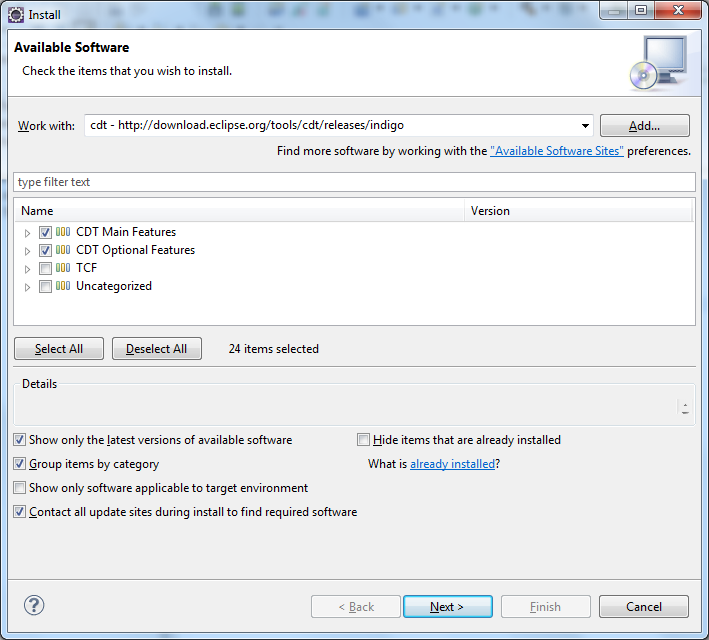 Install
Available Software
Check the items that you wish to install.
Work with: cdt - http://download.eclipse.org/tools/cdt/releases/indigo Add...
Find more software by working with the "Available Software Sites" preferences.
type filter text
Name Version
CDT Main Features
CDT Optional Features
TCF
Uncategorized
Select All Deselect All 24 items selected
Details
Show only the latest versions of available software Hide items that are already installed
Group items by category What is already installed?
Show only software applicable to target environment
Contact all update sites during install to find required software
? < Back Next > Finish Cancel